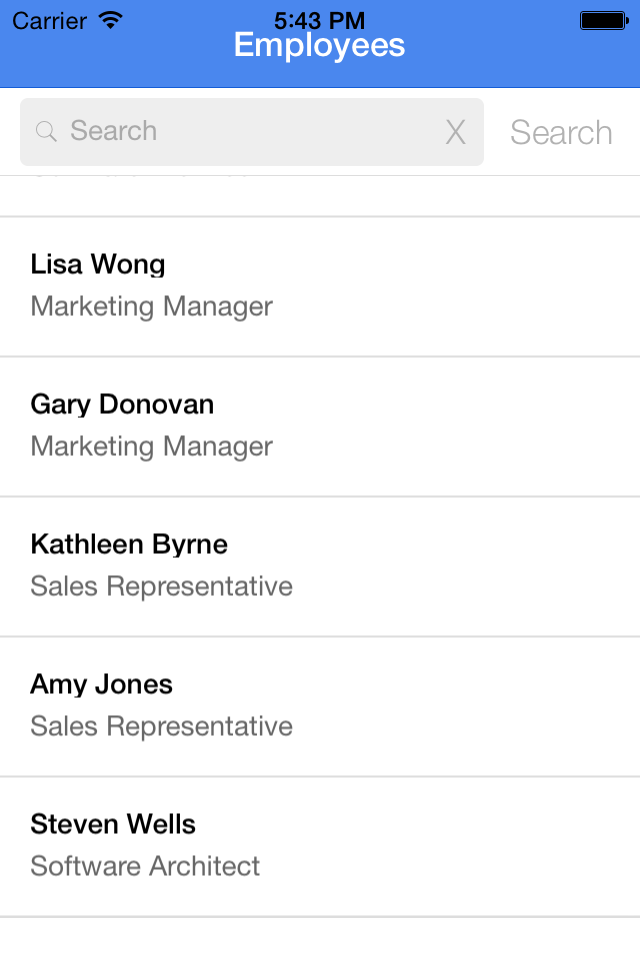 Carrier 5:43 PM
Employees
Search X Search
Lisa Wong
Marketing Manager
Gary Donovan
Marketing Manager
Kathleen Byrne
Sales Representative
Amy Jones
Sales Representative
Steven Wells
Software Architect